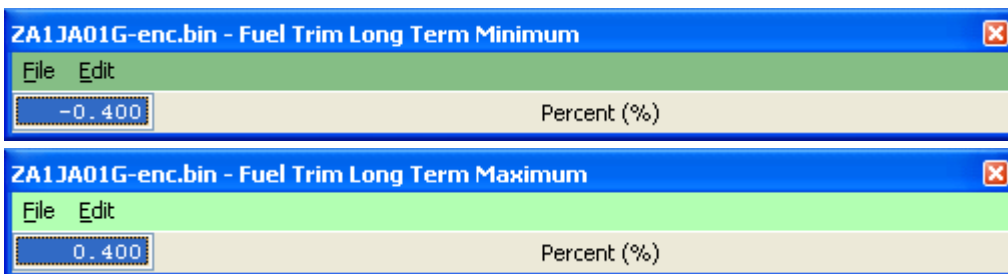 ZA1JA01G-enc.bin - Fuel Trim Long Term Minimum
File Edit
-0.400 Percent (%)
ZA1JA01G-enc.bin - Fuel Trim Long Term Maximum
File Edit
0.400 Percent (%)